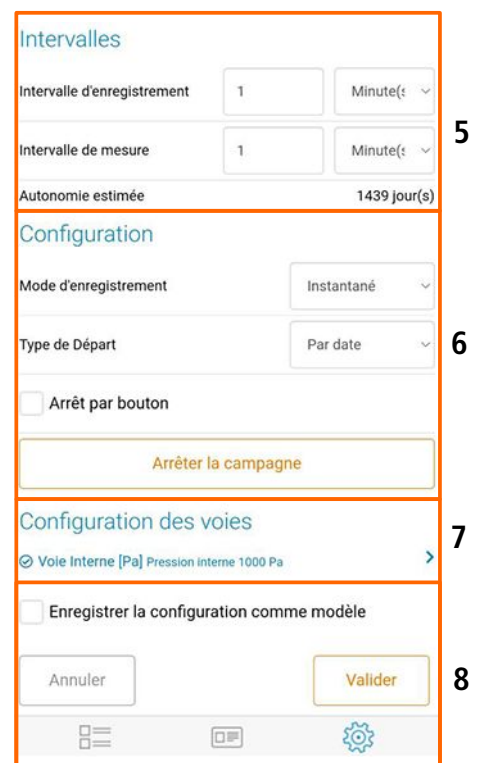 Intervalles
Intervalle d'enregistrement 1 Minute(s
Intervalle de mesure 1 Minute(s
5
Autonomie estimée 1439 jour(s)
Configuration
Mode d'enregistrement Instantané
Type de Départ Par date
6
Arrêt par bouton
Arrêter la campagne
Configuration des voies
7
Voie Interne [Pa] Pression interne 1000 Pa
Enregistrer la configuration comme modèle
Annuler Valider
8